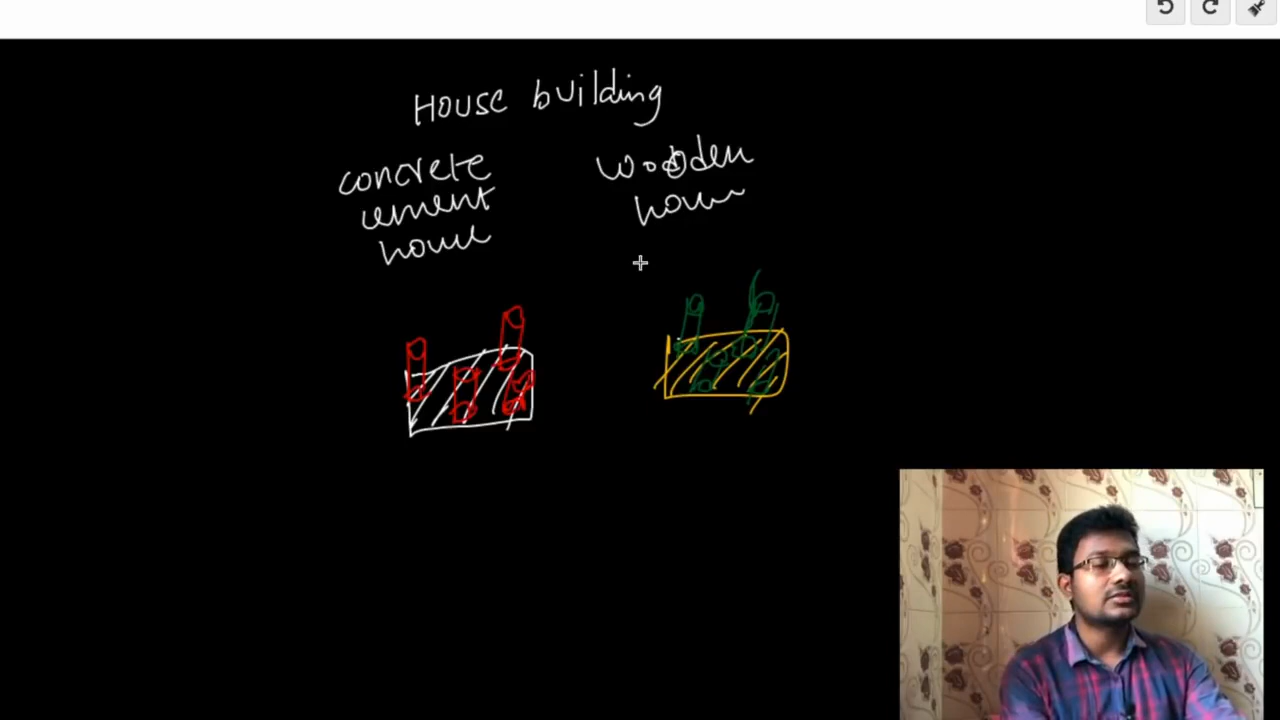 House building
concrete
cement
house
wooden
house